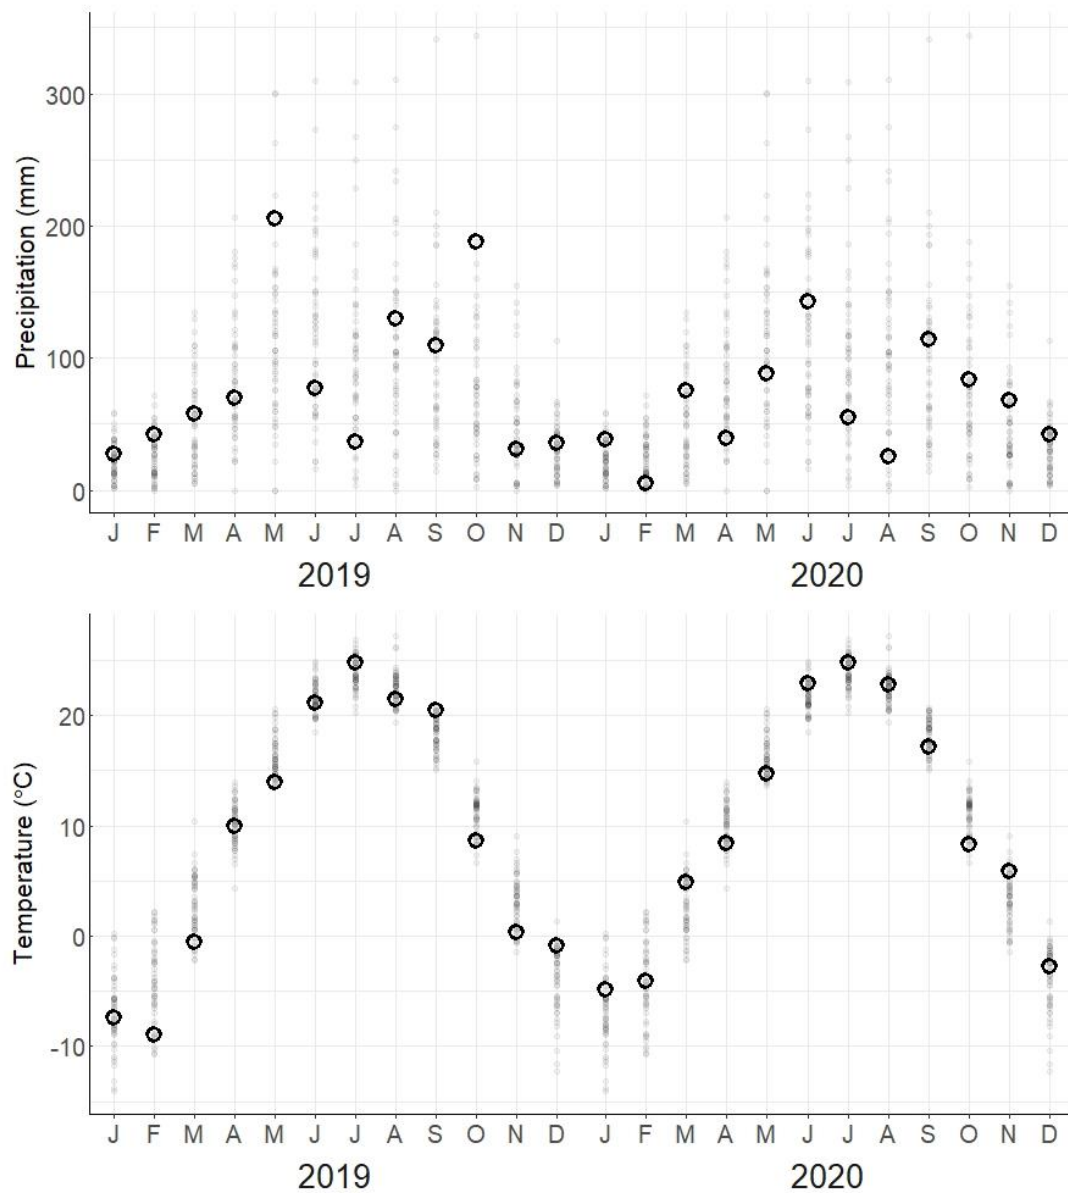 Precipitation (mm)
300
200
100
0
J F M A M J J A S O N D J F M A M J J A S O N D
2019 2020
Temperature (°C)
20
10
0
-10
J F M A M J J A S O N D J F M A M J J A S O N D
2019 2020